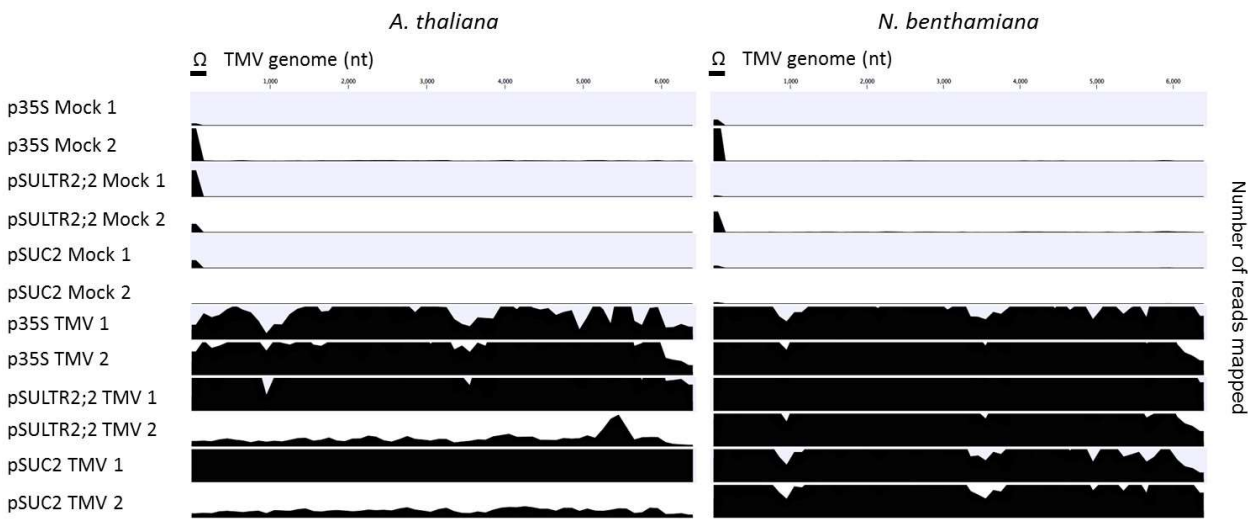 A. thaliana
N. benthamiana
Ω TMV genome (nt)
Ω TMV genome (nt)
1,000 2,000 3,000 4,000 5,000 6,000
1,000 2,000 3,000 4,000 5,000 6,000
p35S Mock 1
p35S Mock 2
pSULTR2;2 Mock 1
pSULTR2;2 Mock 2
pSUC2 Mock 1
pSUC2 Mock 2
p35S TMV 1
p35S TMV 2
pSULTR2;2 TMV 1
pSULTR2;2 TMV 2
pSUC2 TMV 1
pSUC2 TMV 2
Number of reads mapped